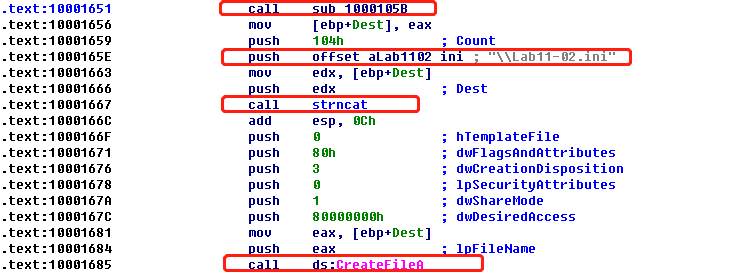 .text:10001651 call sub_1000105B
.text:10001656 mov [ebp+Dest], eax
.text:10001659 push 104h ; Count
.text:1000165E push offset aLab1102_ini ; "\\Lab11-02.ini"
.text:10001663 mov edx, [ebp+Dest]
.text:10001666 push edx ; Dest
.text:10001667 call strncat
.text:1000166C add esp, 0Ch
.text:1000166F push 0 ; hTemplateFile
.text:10001671 push 80h ; dwFlagsAndAttributes
.text:10001676 push 3 ; dwCreationDisposition
.text:10001678 push 0 ; lpSecurityAttributes
.text:1000167A push 1 ; dwShareMode
.text:1000167C push 80000000h ; dwDesiredAccess
.text:10001681 mov eax, [ebp+Dest]
.text:10001684 push eax ; lpFileName
.text:10001685 call ds:CreateFileA